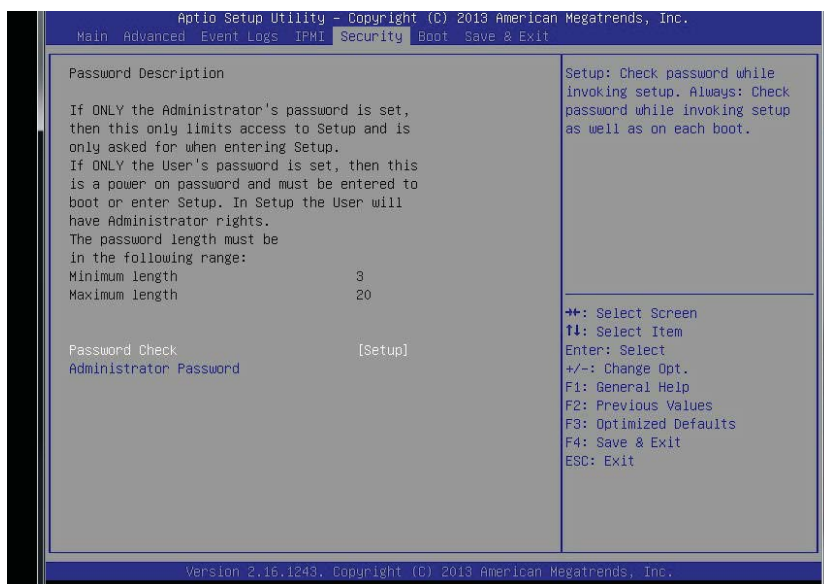 Aptio Setup Utility – Copyright (C) 2013 American Megatrends, Inc.
Main Advanced Event Logs IPMI Security Boot Save & Exit
Password Description
If ONLY the Administrator's password is set,
then this only limits access to Setup and is
only asked for when entering Setup.
If ONLY the User's password is set, then this
is a power on password and must be entered to
boot or enter Setup. In Setup the User will
have Administrator rights.
The password length must be
in the following range:
Minimum length 3
Maximum length 20
Password Check [Setup]
Administrator Password
Setup: Check password while
invoking setup. Always: Check
password while invoking setup
as well as on each boot.
→←: Select Screen
↑↓: Select Item
Enter: Select
+/-: Change Opt.
F1: General Help
F2: Previous Values
F3: Optimized Defaults
F4: Save & Exit
ESC: Exit
Version 2.16.1243. Copyright (C) 2013 American Megatrends, Inc.